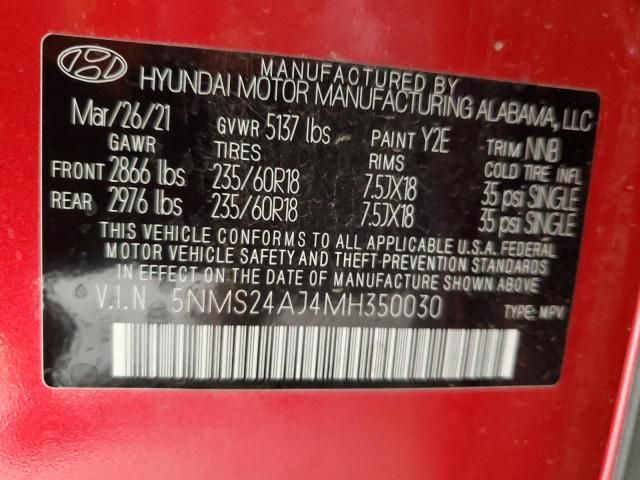 MANUFACTURED BY
HYUNDAI MOTOR MANUFACTURING ALABAMA, LLC
Mar/26/21 GVWR 5137 lbs PAINT Y2E TRIM NNB
GAWR TIRES RIMS COLD TIRE INFL
FRONT 2866 lbs 235/60R18 7.5JX18 35 psi SINGLE
REAR 2976 lbs 235/60R18 7.5JX18 35 psi SINGLE
THIS VEHICLE CONFORMS TO ALL APPLICABLE U.S.A. FEDERAL
MOTOR VEHICLE SAFETY AND THEFT PREVENTION STANDARDS
IN EFFECT ON THE DATE OF MANUFACTURE SHOWN ABOVE
V.I.N 5NMS24AJ4MH350030 TYPE: MPV